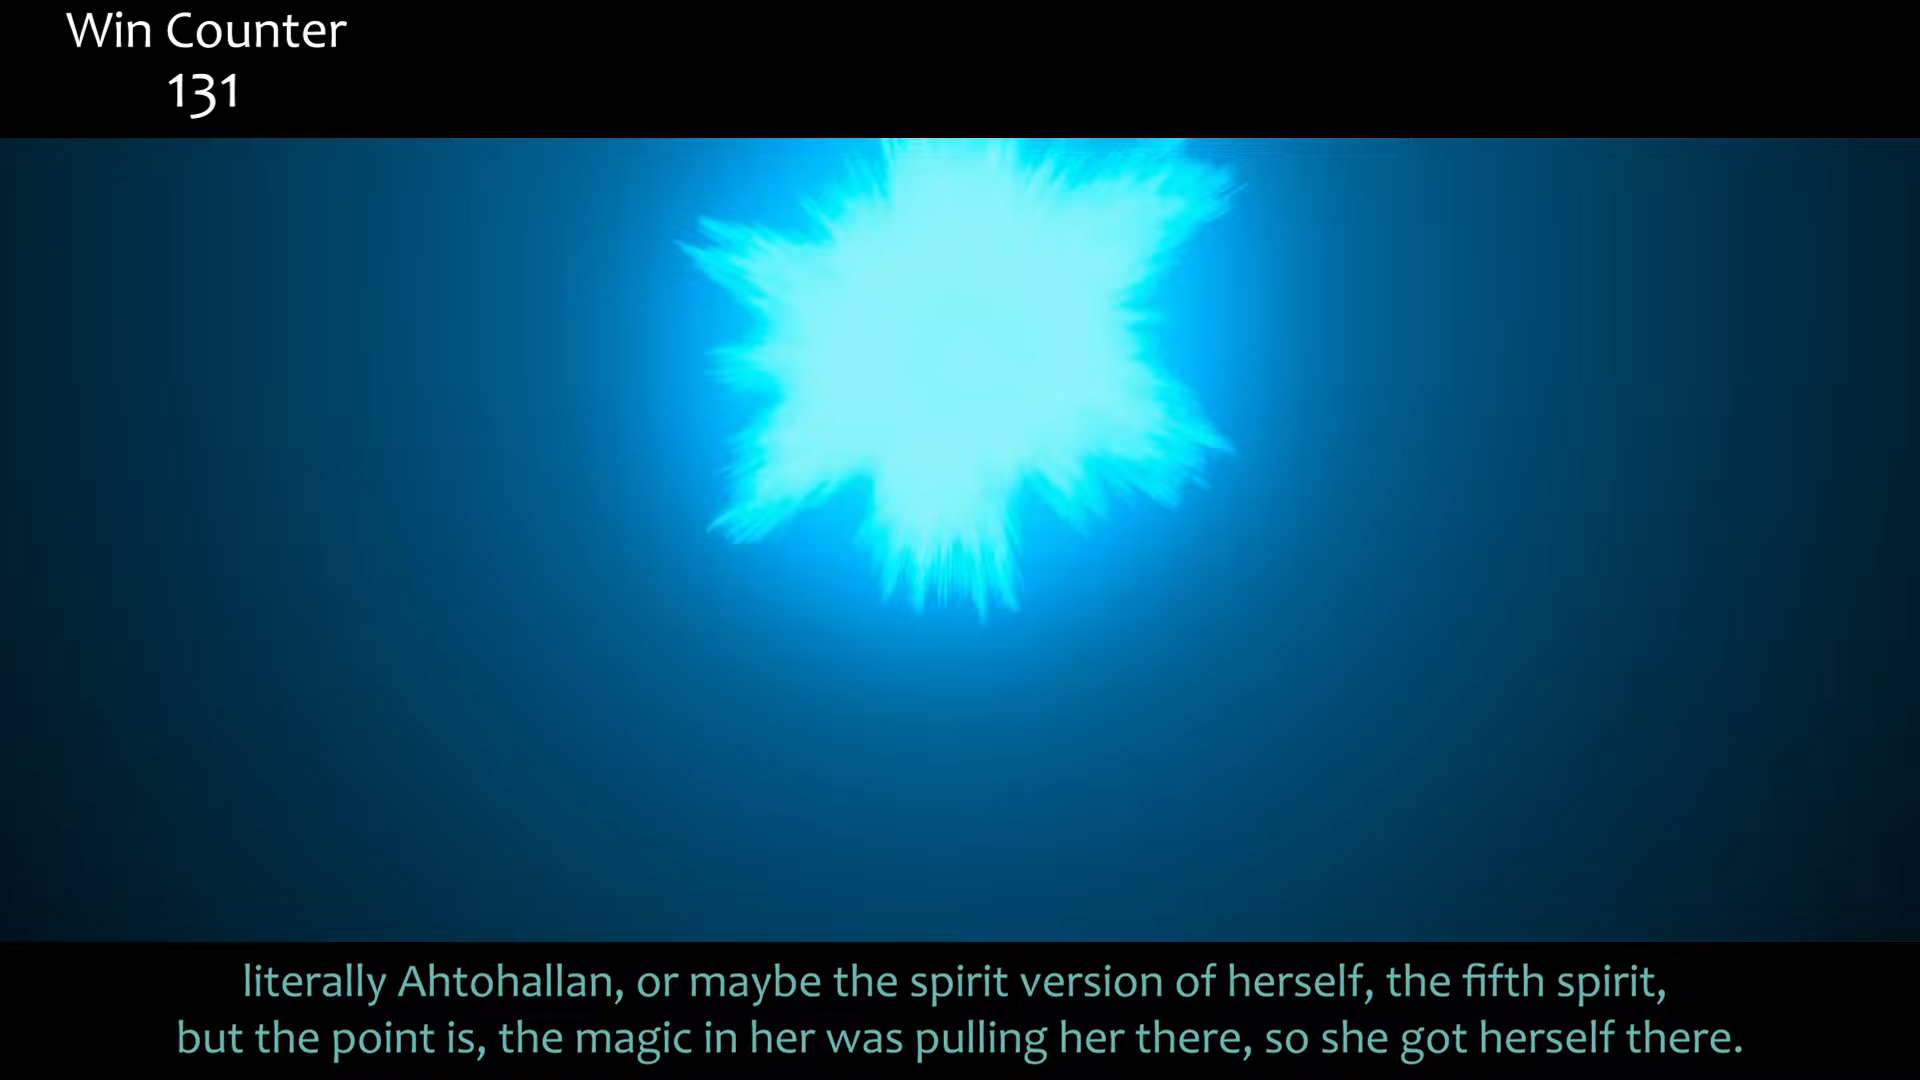 Win Counter
131
literally Ahtohallan, or maybe the spirit version of herself, the fifth spirit,
but the point is, the magic in her was pulling her there, so she got herself there.